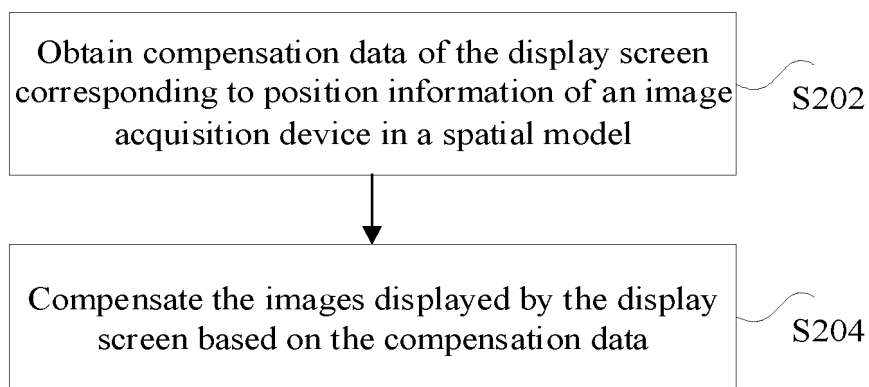 Obtain compensation data of the display screen
corresponding to position information of an image
acquisition device in a spatial model
S202
Compensate the images displayed by the display
screen based on the compensation data
S204